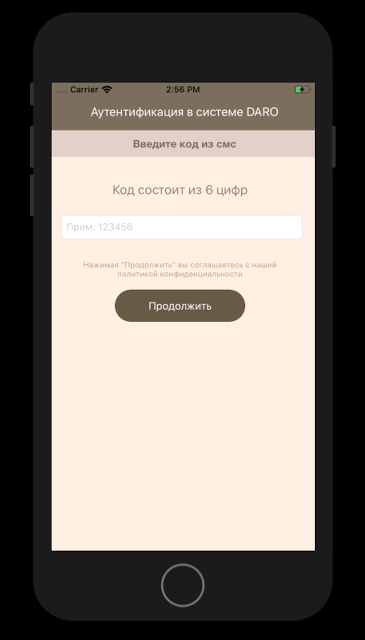 Carrier 2:56 PM
Аутентификация в системе DARO
Введите код из смс
Код состоит из 6 цифр
Прим: 123456
Нажимая "Продолжить" вы соглашаетесь с нашей
политикой конфиденциальности
Продолжить